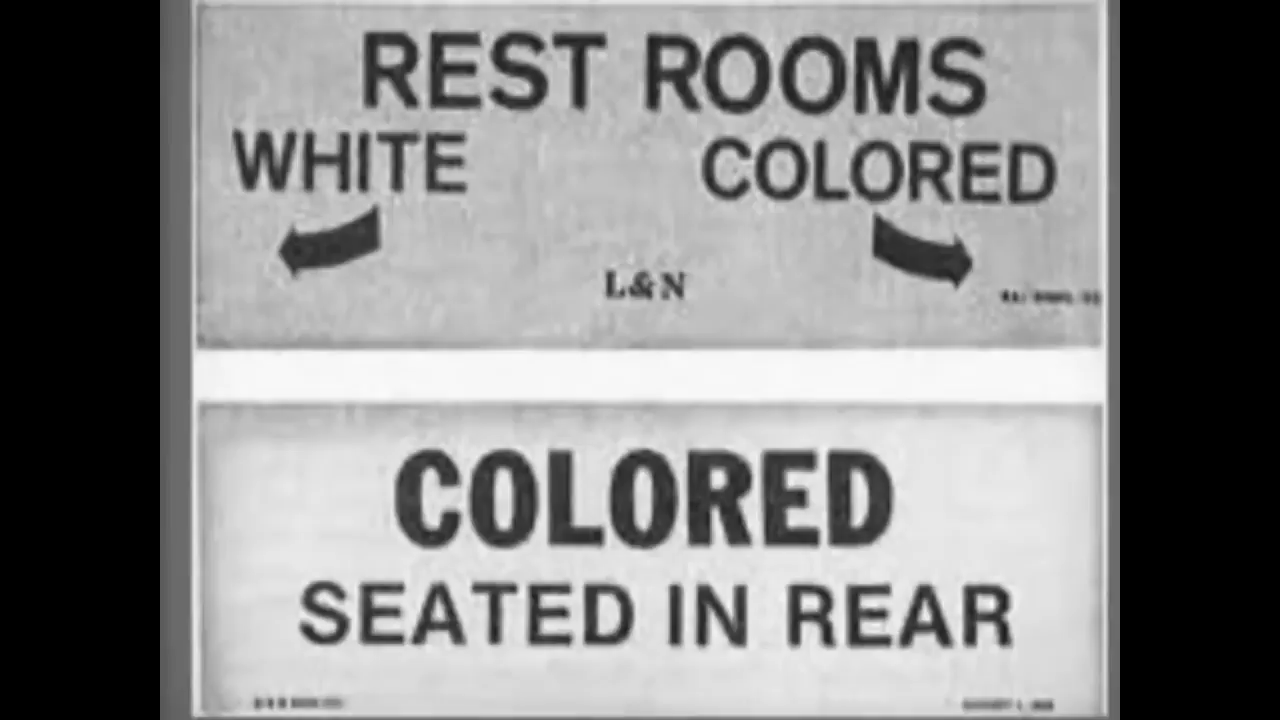 REST ROOMS
WHITE COLORED
L&N
COLORED
SEATED IN REAR